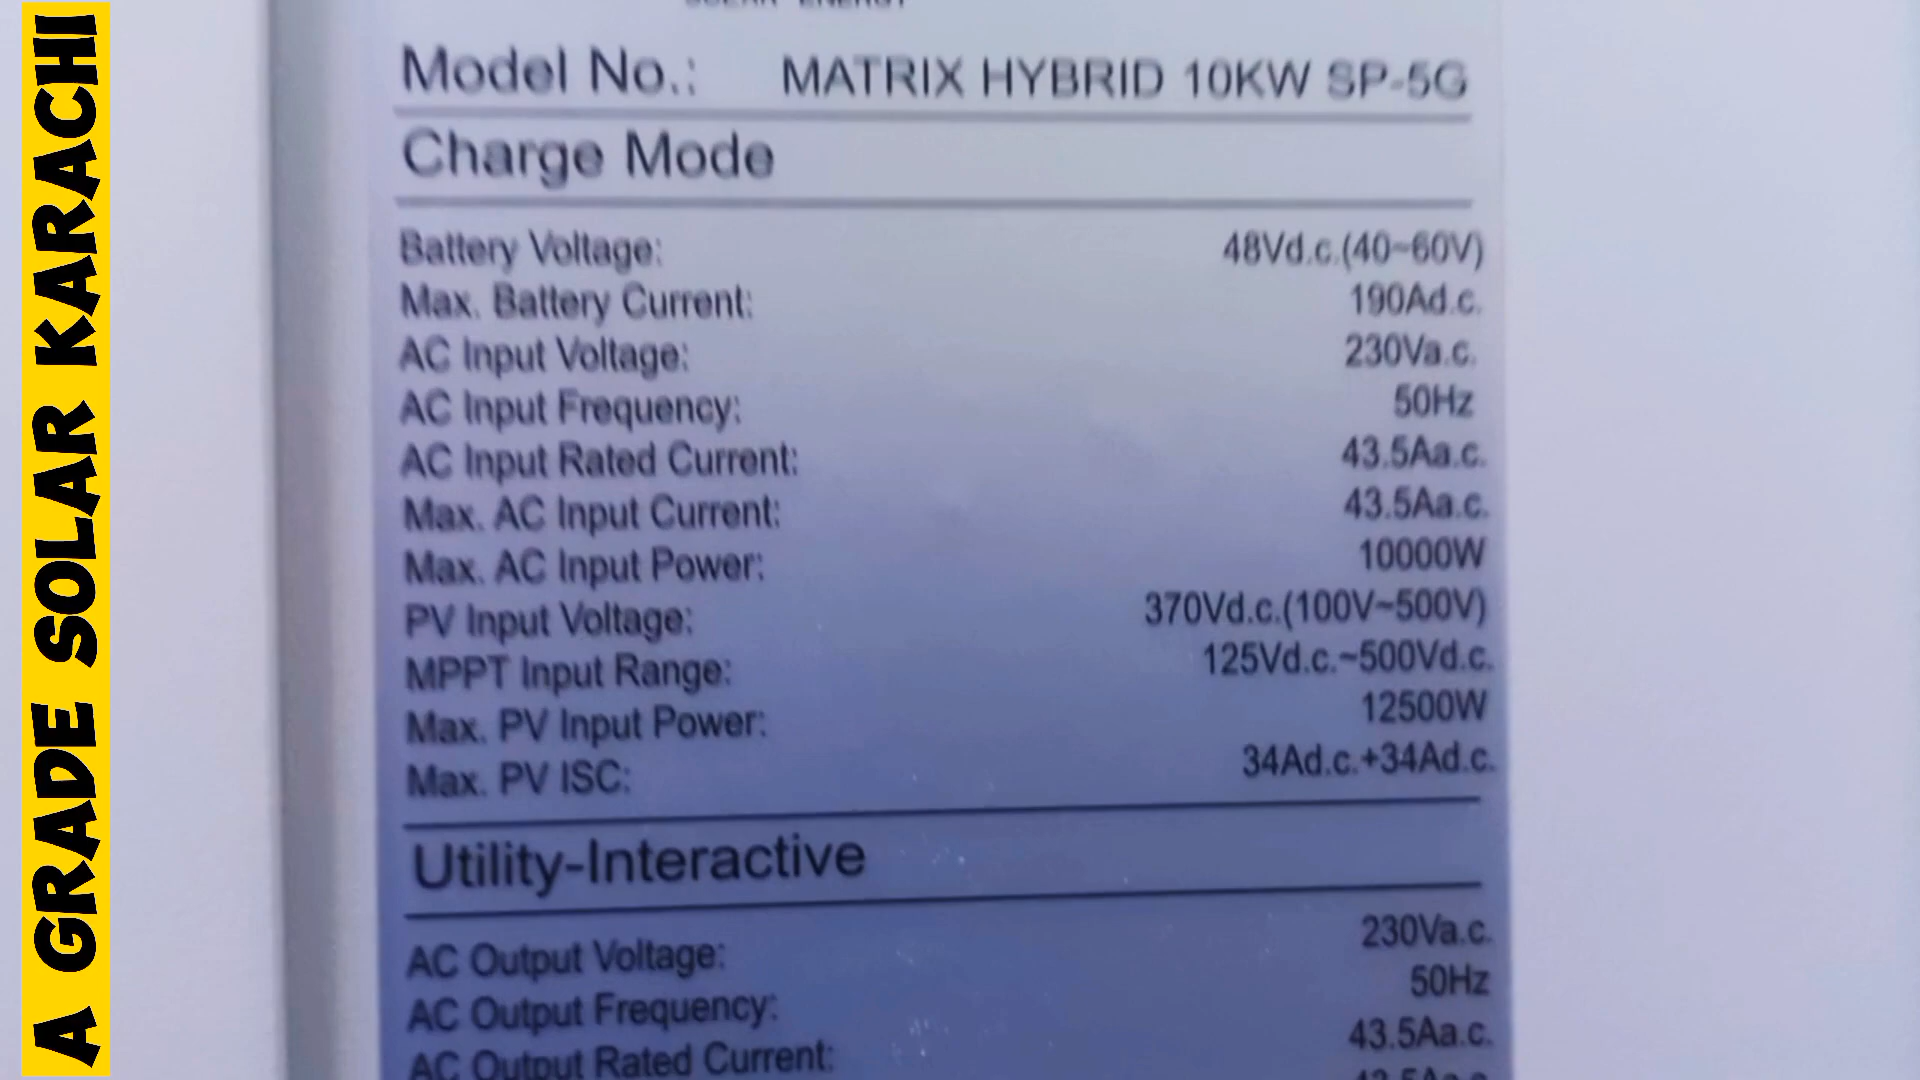 SOLAR ENERGY
Model No.: MATRIX HYBRID 10KW SP-5G
Charge Mode
Battery Voltage: 48Vd.c.(40~60V)
Max. Battery Current: 190Ad.c.
AC Input Voltage: 230Va.c.
AC Input Frequency: 50Hz
AC Input Rated Current: 43.5Aa.c.
Max. AC Input Current: 43.5Aa.c.
Max. AC Input Power: 10000W
PV Input Voltage: 370Vd.c.(100V~500V)
MPPT Input Range: 125Vd.c.~500Vd.c.
Max. PV Input Power: 12500W
Max. PV ISC: 34Ad.c.+34Ad.c.
Utility-Interactive
AC Output Voltage: 230Va.c.
AC Output Frequency: 50Hz
AC Output Rated Current: 43.5Aa.c.
A GRADE SOLAR KARACHI